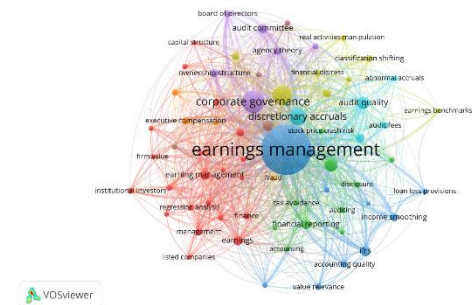 board of directors
audit committee
real activities manipulation
capital structure
agency theory
classification shifting
ownership structure
financial distress
abnormal accruals
corporate governance
audit quality
earnings benchmarks
discretionary accruals
executive compensation
stock price crash risk
audit fees
earnings management
firm value
fraud
earning management
disclosure
loan loss provisions
institutional investors
tax avoidance
regression analysis
finance
auditing
income smoothing
financial reporting
management
earnings
accounting
ifrs
listed companies
accounting quality
value relevance
VOSviewer